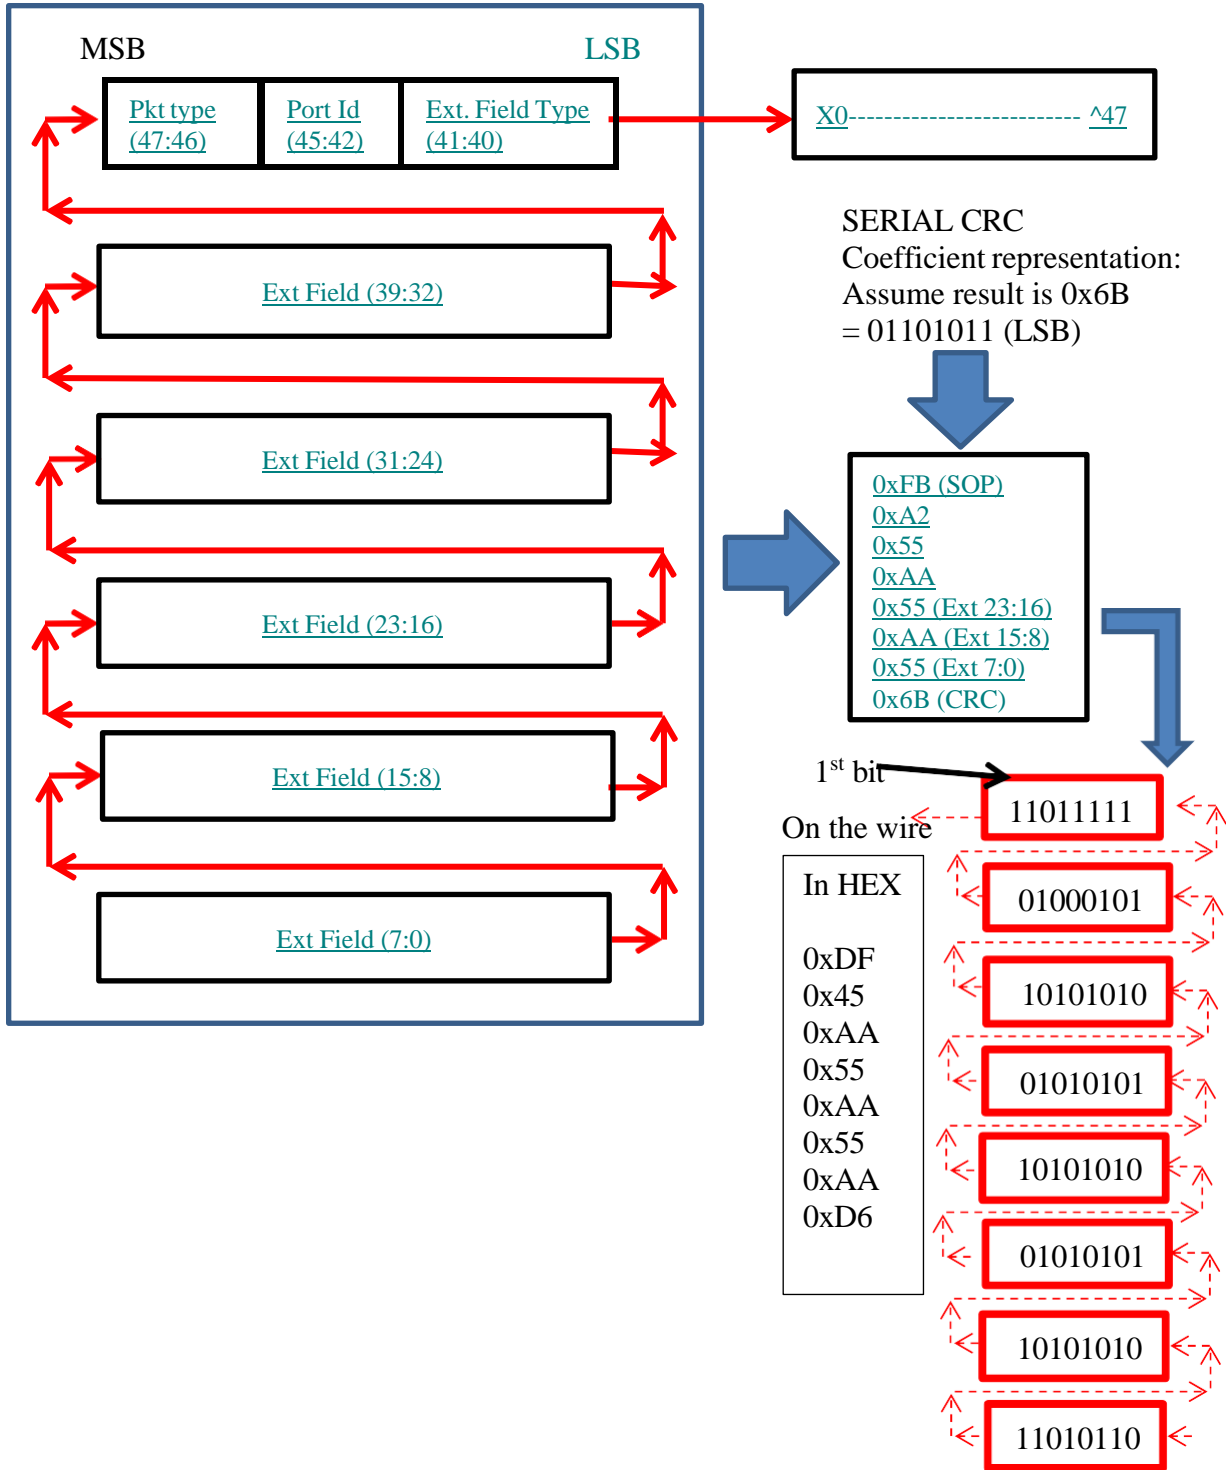 MSB
LSB
Pkt type
(47:46)
Port Id
(45:42)
Ext. Field Type
(41:40)
X0-------------------------- ^47
Ext Field (39:32)
Ext Field (31:24)
Ext Field (23:16)
Ext Field (15:8)
Ext Field (7:0)
SERIAL CRC
Coefficient representation:
Assume result is 0x6B
= 01101011 (LSB)
0xFB (SOP)
0xA2
0x55
0xAA
0x55 (Ext 23:16)
0xAA (Ext 15:8)
0x55 (Ext 7:0)
0x6B (CRC)
1st bit
On the wire
In HEX
0xDF
0x45
0xAA
0x55
0xAA
0x55
0xAA
0xD6
11011111
01000101
10101010
01010101
10101010
01010101
10101010
11010110